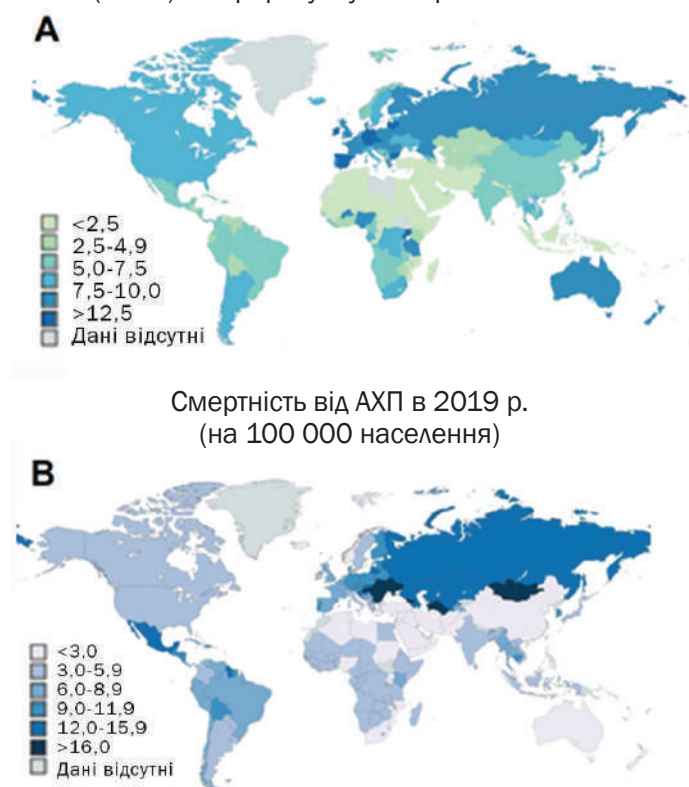 A
<2,5
2,5-4,9
5,0-7,5
7,5-10,0
>12,5
Дані відсутні
Смертність від АХП в 2019 р.
(на 100 000 населення)
B
<3,0
3,0-5,9
6,0-8,9
9,0-11,9
12,0-15,9
>16,0
Дані відсутні